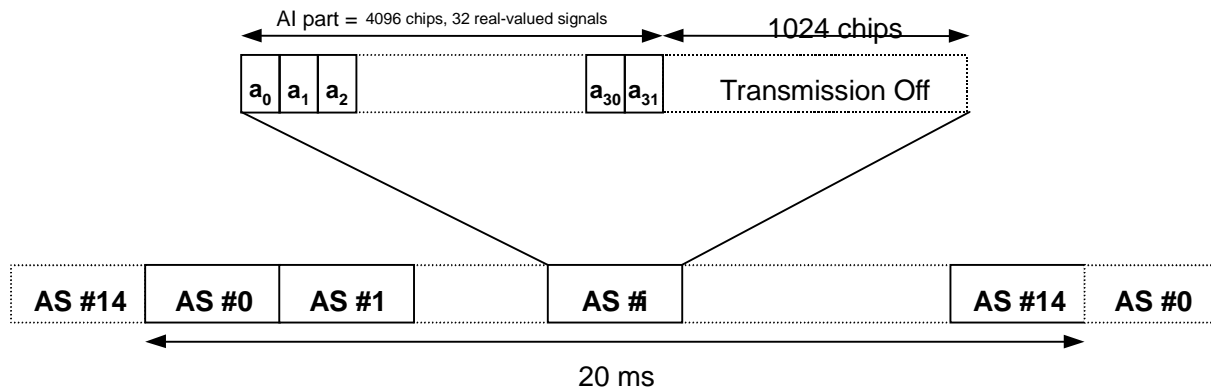 AI part = 4096 chips, 32 real-valued signals
1024 chips
a0 a1 a2 a30 a31 Transmission Off
AS #14 AS #0 AS #1 AS #i AS #14 AS #0
20 ms